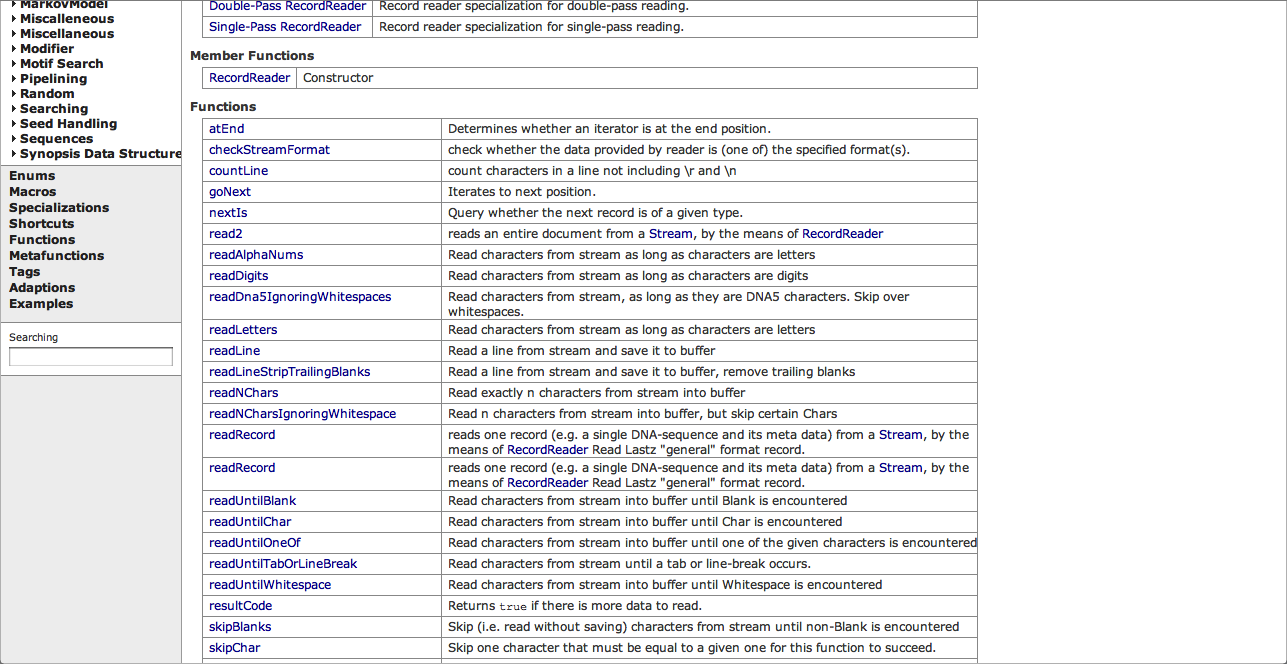 MarkovModel
Miscalleneous
Miscellaneous
Modifier
Motif Search
Pipelining
Random
Searching
Seed Handling
Sequences
Synopsis Data Structure
Enums
Macros
Specializations
Shortcuts
Functions
Metafunctions
Tags
Adaptions
Examples
Searching
Double-Pass RecordReader Record reader specialization for double-pass reading.
Single-Pass RecordReader Record reader specialization for single-pass reading.
Member Functions
RecordReader Constructor
Functions
atEnd Determines whether an iterator is at the end position.
checkStreamFormat check whether the data provided by reader is (one of) the specified format(s).
countLine count characters in a line not including \r and \n
goNext Iterates to next position.
nextIs Query whether the next record is of a given type.
read2 reads an entire document from a Stream, by the means of RecordReader
readAlphaNums Read characters from stream as long as characters are letters
readDigits Read characters from stream as long as characters are digits
readDna5IgnoringWhitespaces Read characters from stream, as long as they are DNA5 characters. Skip over
whitespaces.
readLetters Read characters from stream as long as characters are letters
readLine Read a line from stream and save it to buffer
readLineStripTrailingBlanks Read a line from stream and save it to buffer, remove trailing blanks
readNChars Read exactly n characters from stream into buffer
readNCharsIgnoringWhitespace Read n characters from stream into buffer, but skip certain Chars
readRecord reads one record (e.g. a single DNA-sequence and its meta data) from a Stream, by the
means of RecordReader Read Lastz "general" format record.
readRecord reads one record (e.g. a single DNA-sequence and its meta data) from a Stream, by the
means of RecordReader Read Lastz "general" format record.
readUntilBlank Read characters from stream into buffer until Blank is encountered
readUntilChar Read characters from stream into buffer until Char is encountered
readUntilOneOf Read characters from stream into buffer until one of the given characters is encountered
readUntilTabOrLineBreak Read characters from stream until a tab or line-break occurs.
readUntilWhitespace Read characters from stream into buffer until Whitespace is encountered
resultCode Returns true if there is more data to read.
skipBlanks Skip (i.e. read without saving) characters from stream until non-Blank is encountered
skipChar Skip one character that must be equal to a given one for this function to succeed.